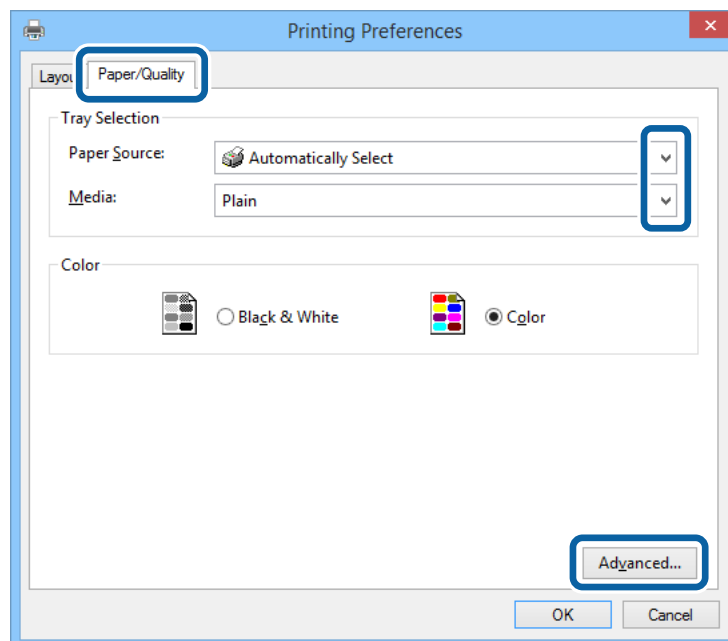 Printing Preferences
Layou
Paper/Quality
Tray Selection
Paper Source:
Automatically Select
Media:
Plain
Color
Black & White
Color
Advanced...
OK
Cancel